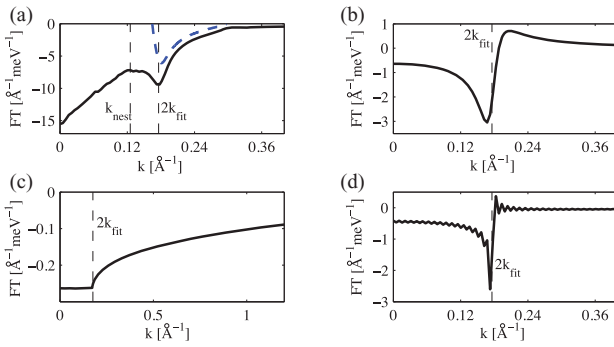 (a)
0
−5
−10
−15
FT [Å⁻¹meV⁻¹]
k_nest
2k_fit
0 0.12 0.24 0.36
k [Å⁻¹]
(b)
1
0
−1
−2
−3
FT [Å⁻¹meV⁻¹]
2k_fit
0 0.12 0.24 0.36
k [Å⁻¹]
(c)
0
−0.1
−0.2
FT [Å⁻¹meV⁻¹]
2k_fit
0 0.5 1
k [Å⁻¹]
(d)
1
0
−1
−2
−3
FT [Å⁻¹meV⁻¹]
2k_fit
0 0.12 0.24 0.36
k [Å⁻¹]